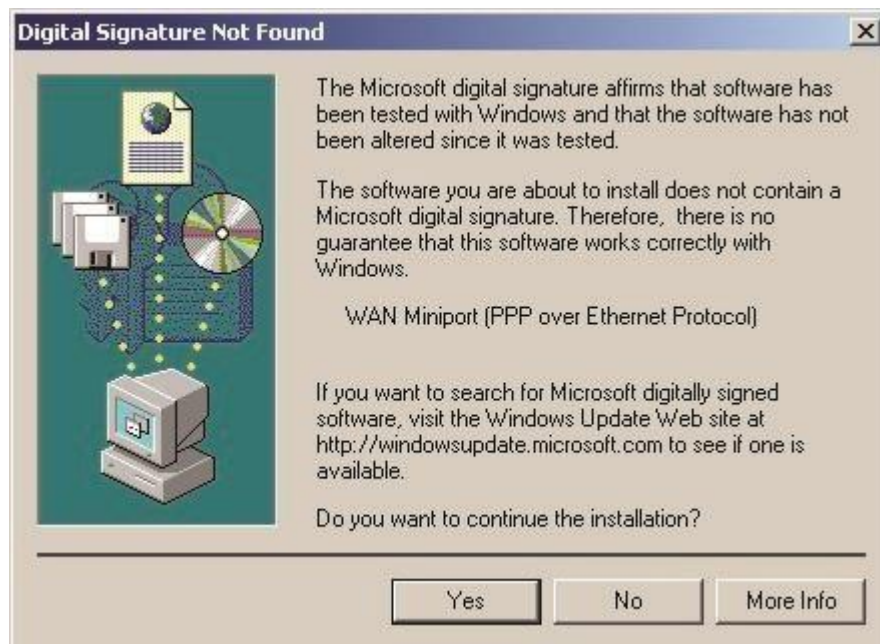 Digital Signature Not Found
The Microsoft digital signature affirms that software has
been tested with Windows and that the software has not
been altered since it was tested.
The software you are about to install does not contain a
Microsoft digital signature. Therefore,  there is no
guarantee that this software works correctly with
Windows.
WAN Miniport (PPP over Ethernet Protocol)
If you want to search for Microsoft digitally signed
software, visit the Windows Update Web site at
http://windowsupdate.microsoft.com to see if one is
available.
Do you want to continue the installation?
Yes No More Info